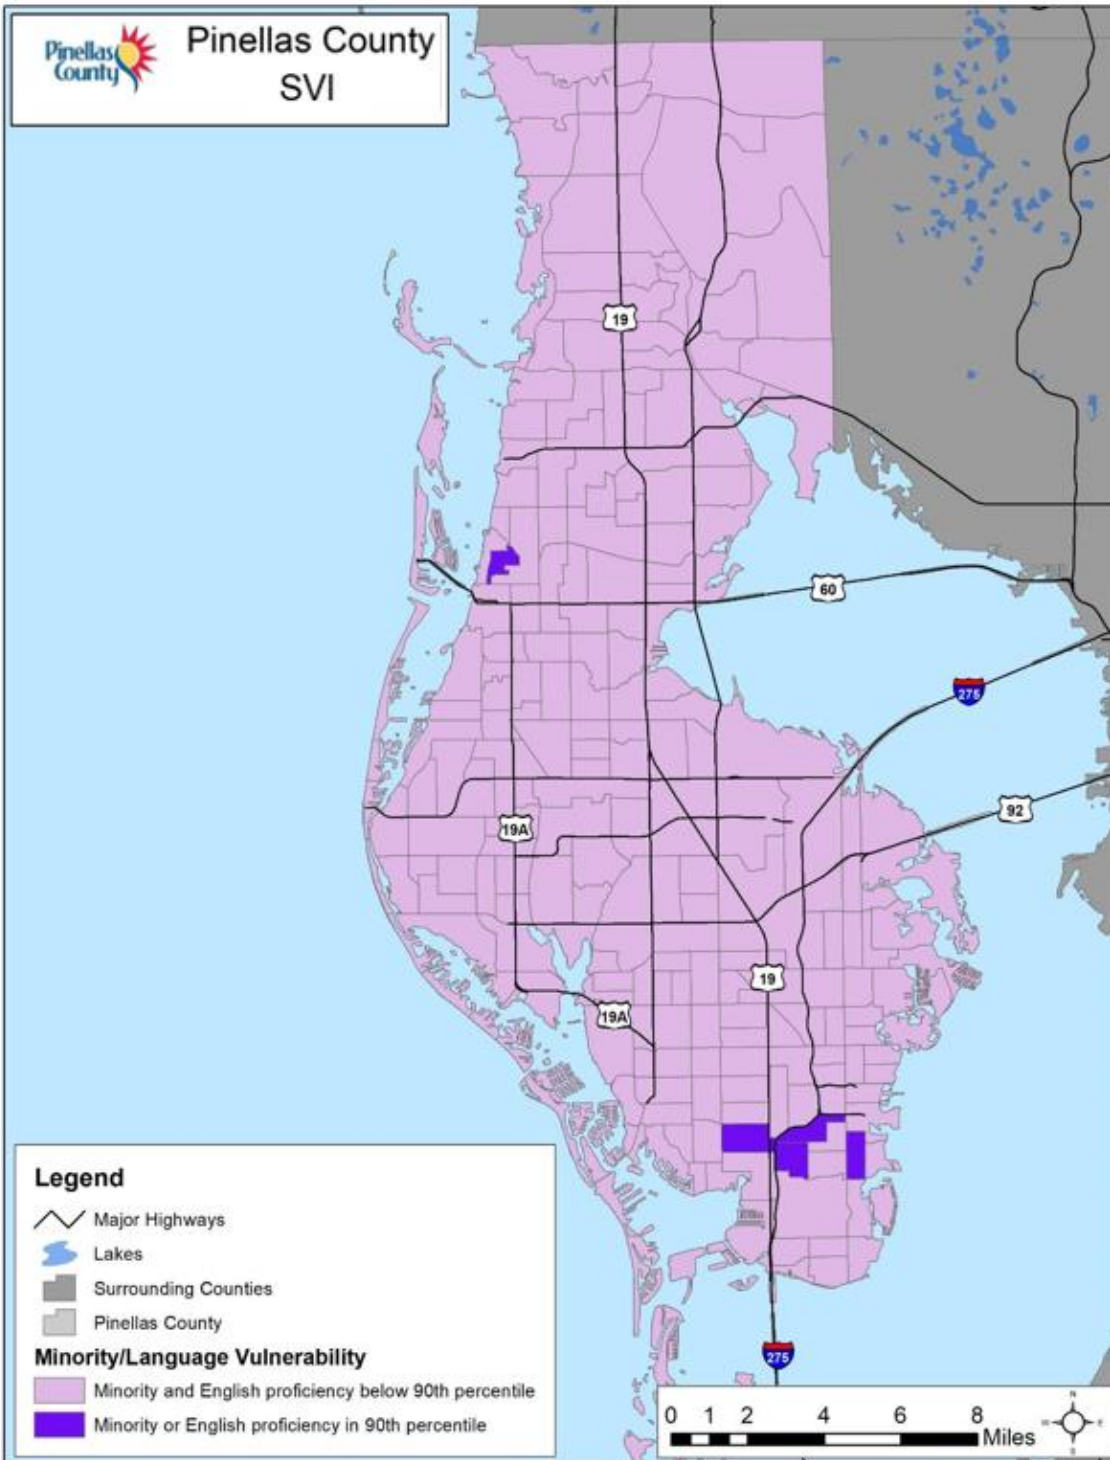 Pinellas
County
Pinellas County
SVI
19
60
275
92
19A
19
19A
275
Legend
Major Highways
Lakes
Surrounding Counties
Pinellas County
Minority/Language Vulnerability
Minority and English proficiency below 90th percentile
Minority or English proficiency in 90th percentile
0 1 2 4 6 8
Miles
N
W E
S